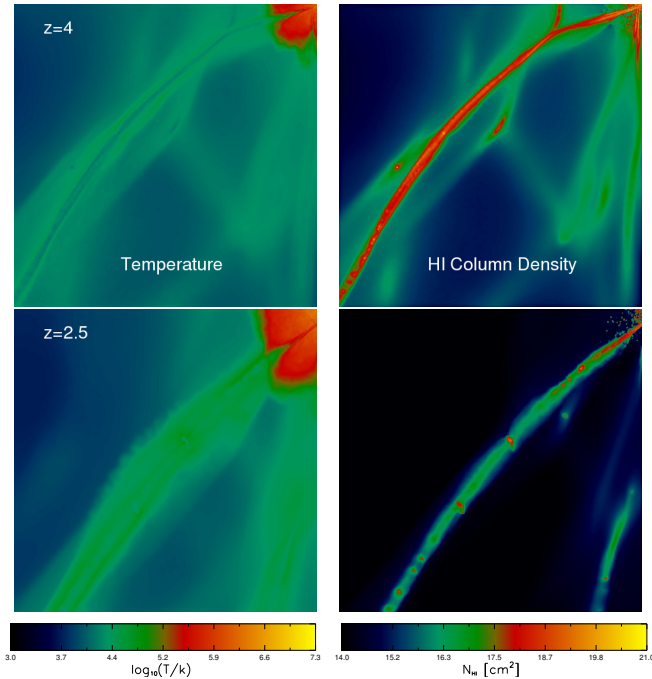 z=4
Temperature
HI Column Density
z=2.5
3.0 3.7 4.4 5.2 5.9 6.6 7.3
log₁₀(T/k)
14.0 15.2 16.3 17.5 18.7 19.8 21.0
N_HI [cm²]